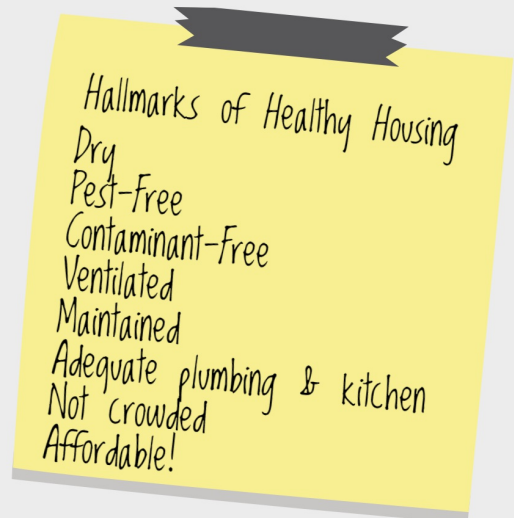 Hallmarks of Healthy Housing
Dry
Pest-Free
Contaminant-Free
Ventilated
Maintained
Adequate plumbing & kitchen
Not crowded
Affordable!